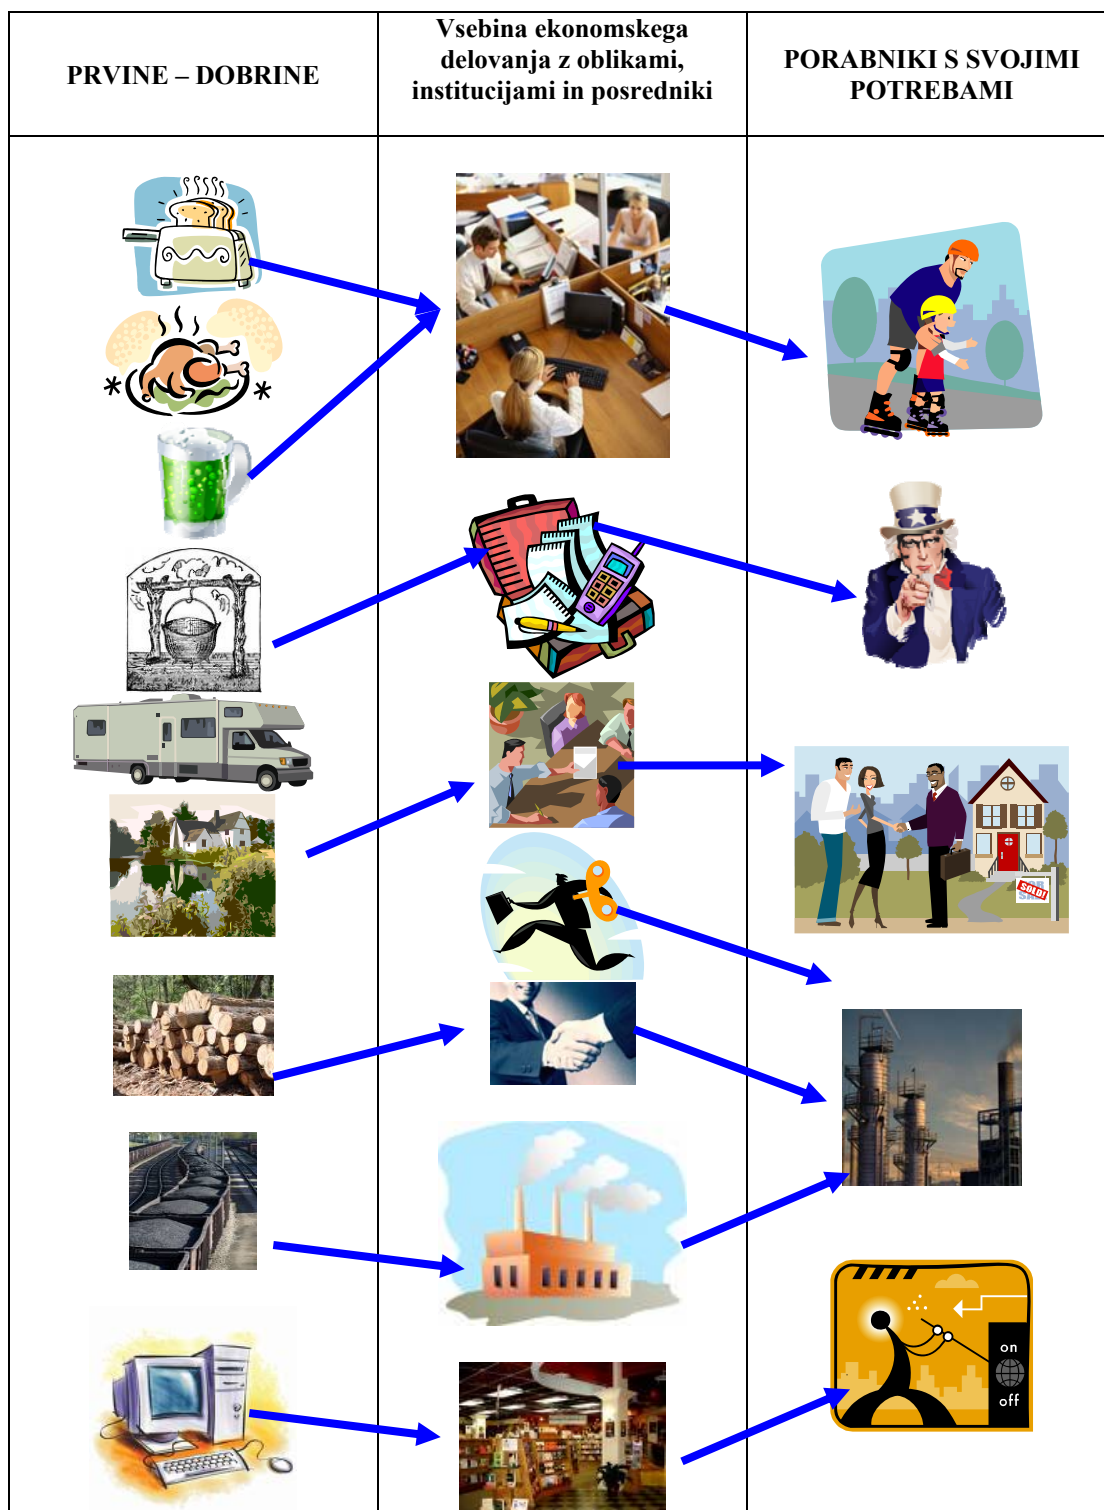 PRVINE – DOBRINE
Vsebina ekonomskega
delovanja z oblikami,
institucijami in posredniki
PORABNIKI S SVOJIMI
POTREBAMI
SOLD!
on
off